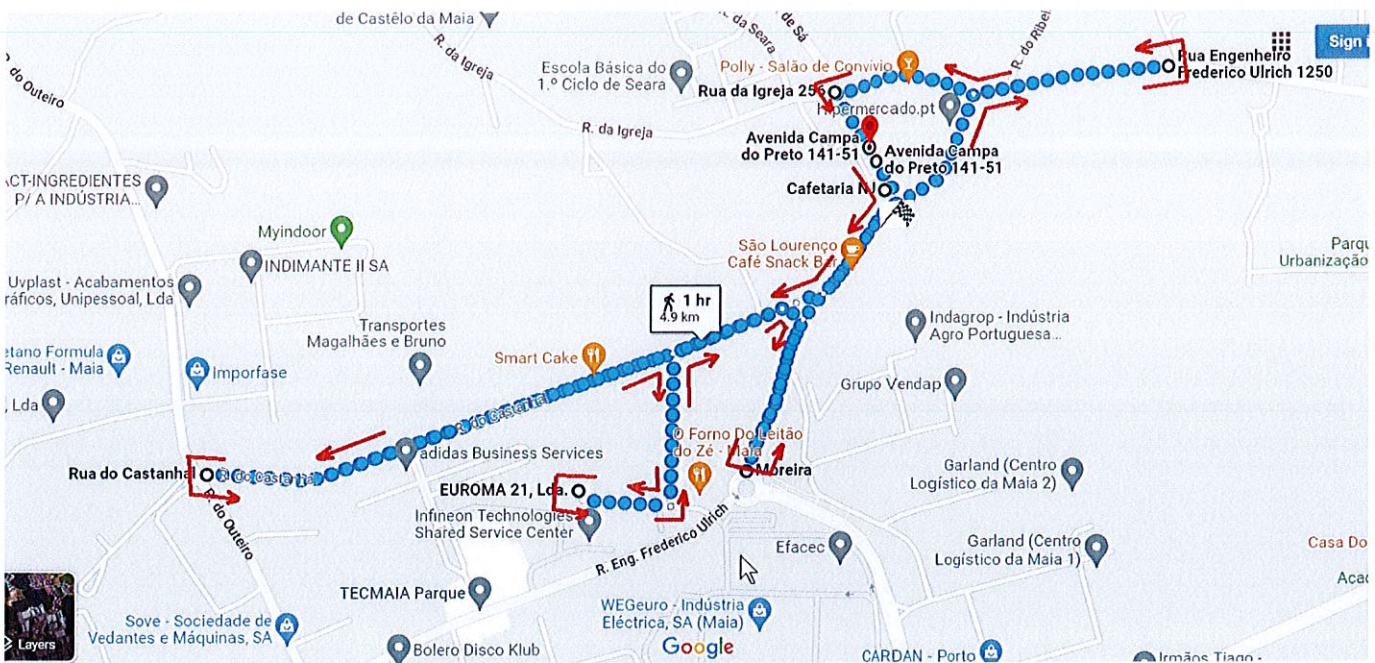 de Castêlo da Maia
R. da Igreja
R. da Seara
de Sá
R. do Ribei
Sign i
R. do Outeiro
Escola Básica do
1.º Ciclo de Seara
Polly - Salão de Convívio
Rua da Igreja 256
Rua Engenheiro
Frederico Ulrich 1250
Hipermercado.pt
R. da Igreja
Avenida Campa
do Preto 141-51
Avenida Campa
do Preto 141-51
Cafetaria NJ
ACT-INGREDIENTES
P/ A INDÚSTRIA...
Myindoor
INDIMANTE II SA
São Lourenço
Café Snack Bar
Parqu
Urbanização
Uvplast - Acabamentos
ráficos, Unipessoal, Lda
1 hr
4.9 km
Transportes
Magalhães e Bruno
Indagrop - Indústria
Agro Portuguesa...
etano Formula
Renault - Maia
Imporfase
Smart Cake
Grupo Vendap
, Lda
R. do Castanhal
O Forno Do Leitão
do Zé - Maia
adidas Business Services
Rua do Castanhal
R. do Castanhal
EUROMA 21, Lda.
Moreira
Garland (Centro
Logístico da Maia 2)
Infineon Technologies
Shared Service Center
R. do Outeiro
R. Eng. Frederico Ulrich
Efacec
Garland (Centro
Logístico da Maia 1)
Casa Do
Acad
TECMAIA Parque
WEGeuro - Indústria
Eléctrica, SA (Maia)
Sove - Sociedade de
Vedantes e Máquinas, SA
Layers
Bolero Disco Klub
Google
CARDAN - Porto
Irmãos Tiago -